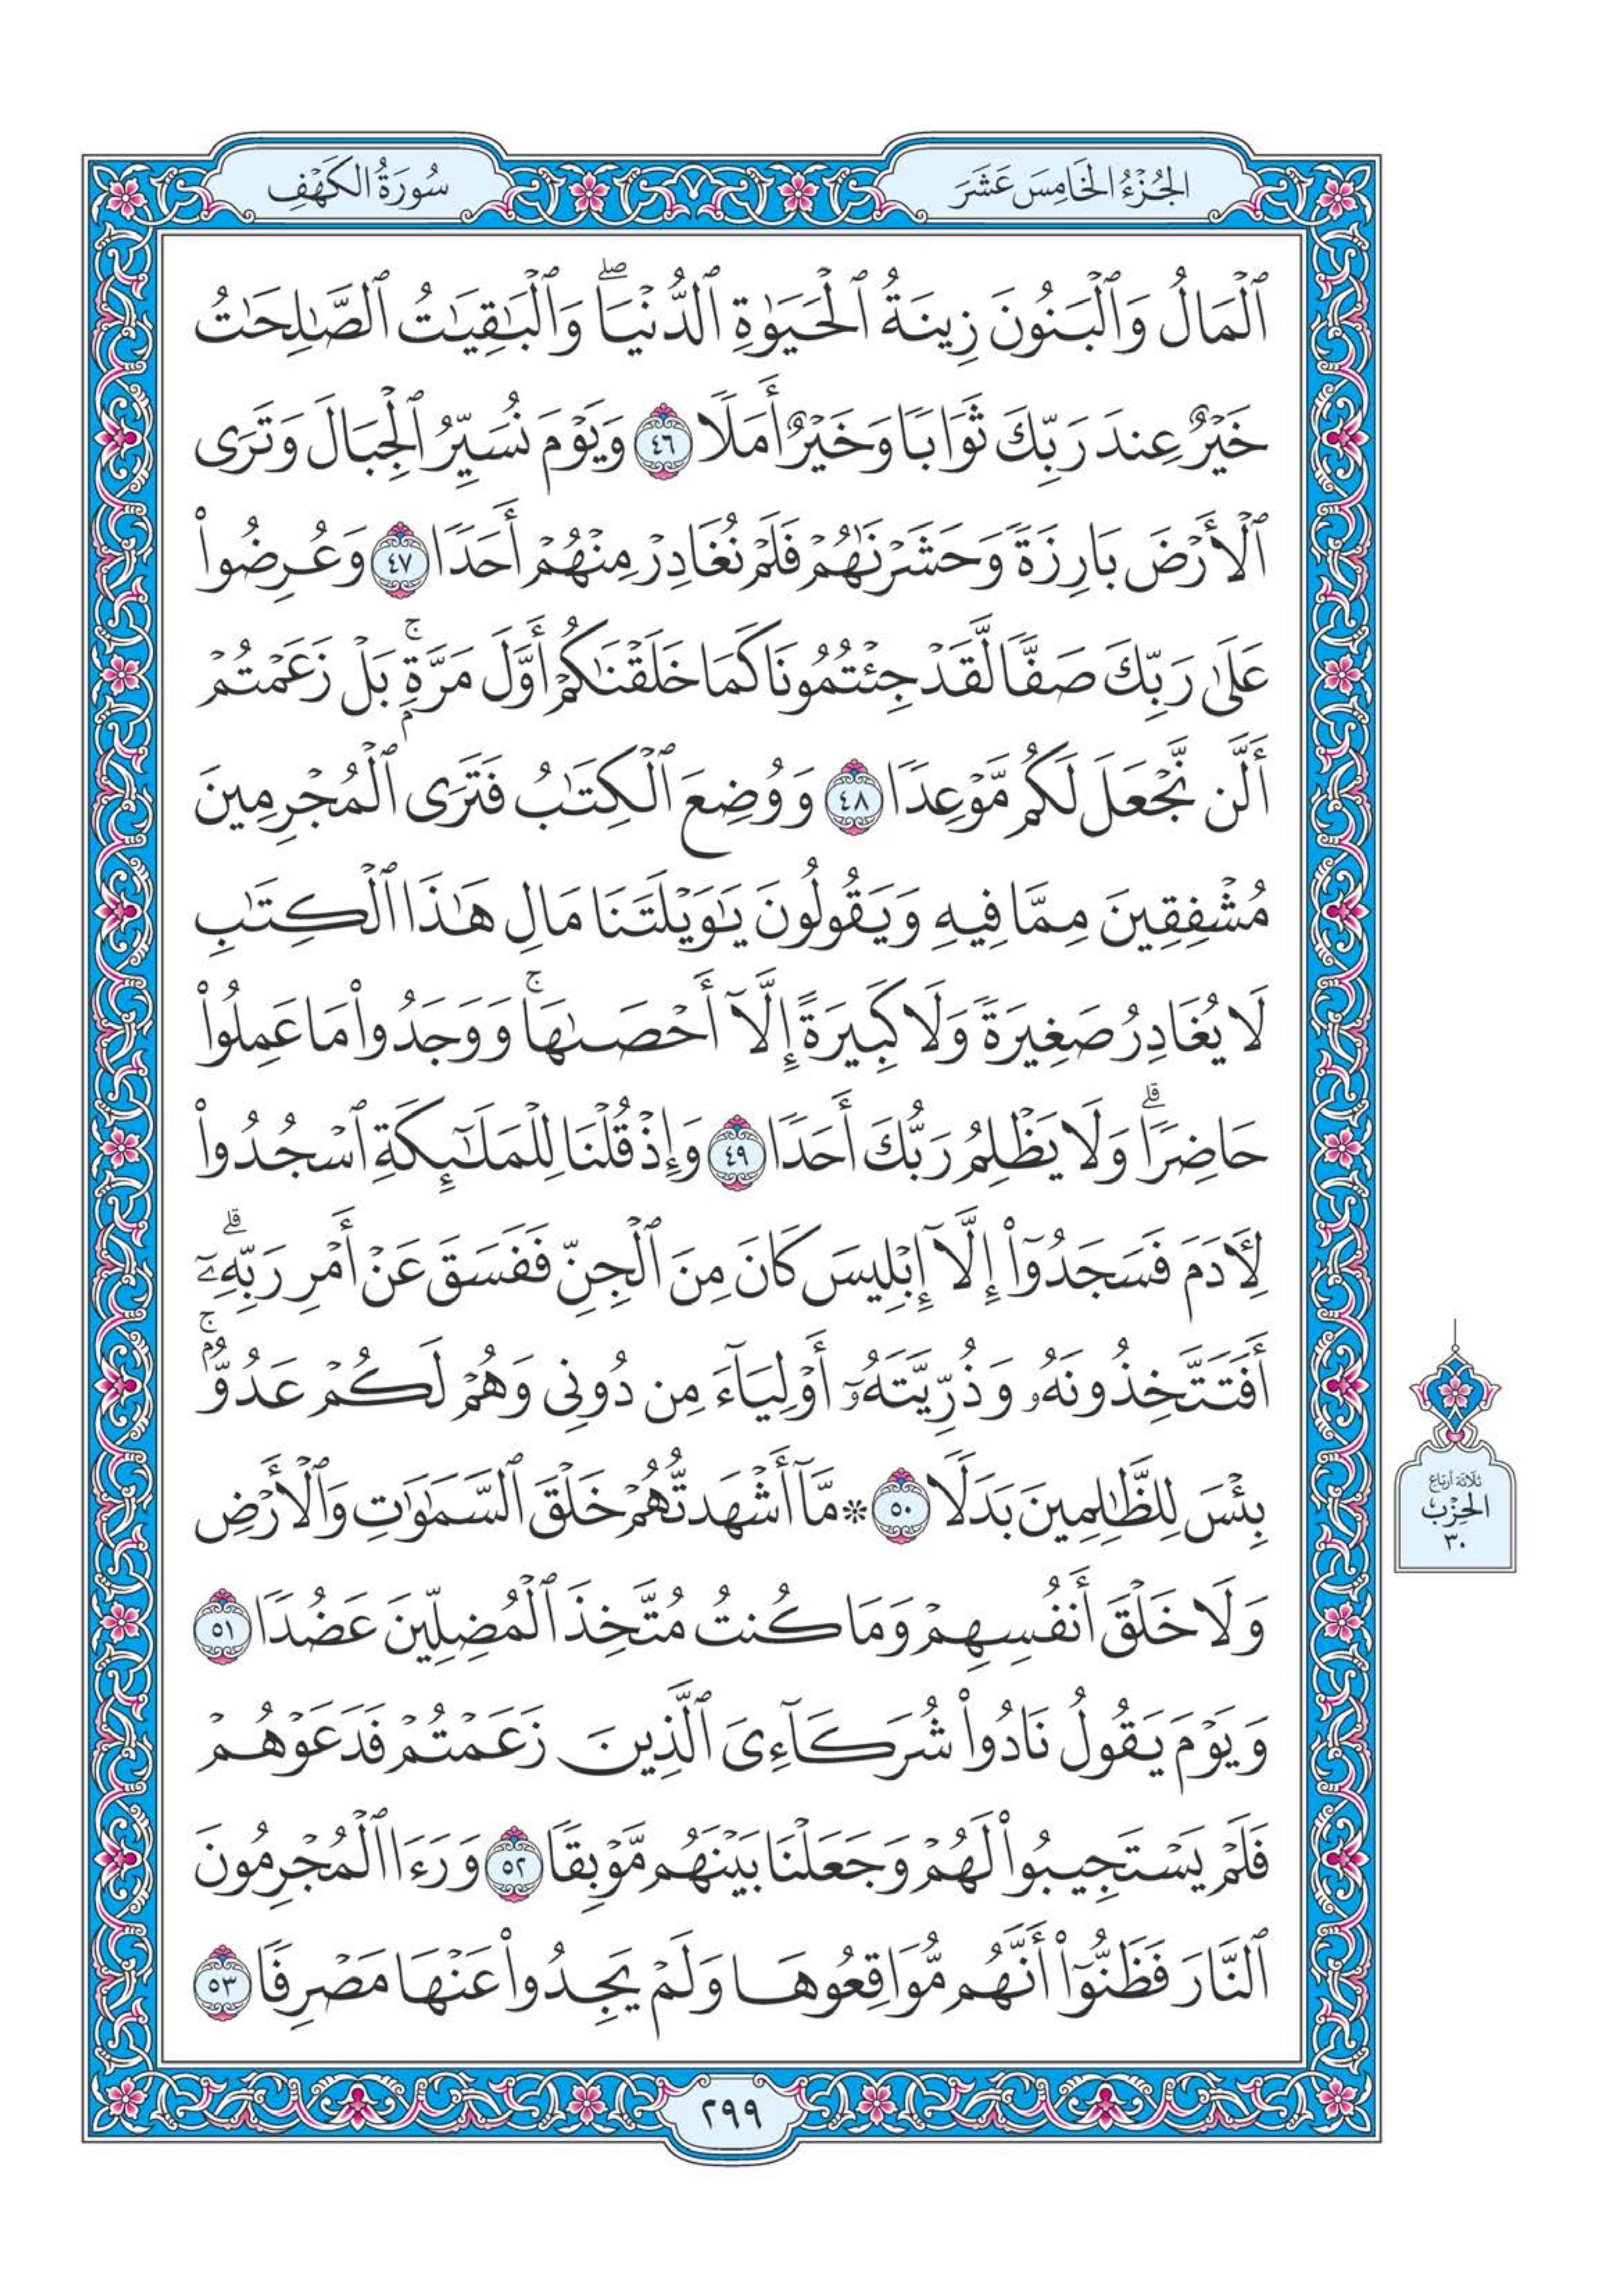 الجُزْءُ الخَامِسَ عَشَرَ
سُورَةُ الكَهْفِ
ٱلْمَالُ وَٱلْبَنُونَ زِينَةُ ٱلْحَيَوٰةِ ٱلدُّنْيَاۖ وَٱلْبَٰقِيَٰتُ ٱلصَّٰلِحَٰتُ
خَيْرٌ عِندَ رَبِّكَ ثَوَابًا وَخَيْرٌ أَمَلًا ٤٦ وَيَوْمَ نُسَيِّرُ ٱلْجِبَالَ وَتَرَى
ٱلْأَرْضَ بَارِزَةً وَحَشَرْنَٰهُمْ فَلَمْ نُغَادِرْ مِنْهُمْ أَحَدًا ٤٧ وَعُرِضُوا۟
عَلَىٰ رَبِّكَ صَفًّا لَّقَدْ جِئْتُمُونَا كَمَا خَلَقْنَٰكُمْ أَوَّلَ مَرَّةِۭۚ بَلْ زَعَمْتُمْ
أَلَّن نَّجْعَلَ لَكُم مَّوْعِدًا ٤٨ وَوُضِعَ ٱلْكِتَٰبُ فَتَرَى ٱلْمُجْرِمِينَ
مُشْفِقِينَ مِمَّا فِيهِ وَيَقُولُونَ يَٰوَيْلَتَنَا مَالِ هَٰذَا ٱلْكِتَٰبِ
لَا يُغَادِرُ صَغِيرَةً وَلَا كَبِيرَةً إِلَّآ أَحْصَىٰهَاۚ وَوَجَدُوا۟ مَا عَمِلُوا۟
حَاضِرًاۗ وَلَا يَظْلِمُ رَبُّكَ أَحَدًا ٤٩ وَإِذْ قُلْنَا لِلْمَلَٰٓئِكَةِ ٱسْجُدُوا۟
لِءَادَمَ فَسَجَدُوٓا۟ إِلَّآ إِبْلِيسَ كَانَ مِنَ ٱلْجِنِّ فَفَسَقَ عَنْ أَمْرِ رَبِّهِۦٓۗ
أَفَتَتَّخِذُونَهُۥ وَذُرِّيَّتَهُۥٓ أَوْلِيَآءَ مِن دُونِى وَهُمْ لَكُمْ عَدُوٌّۢۚ
بِئْسَ لِلظَّٰلِمِينَ بَدَلًا ٥٠ ۞ مَّآ أَشْهَدتُّهُمْ خَلْقَ ٱلسَّمَٰوَٰتِ وَٱلْأَرْضِ
وَلَا خَلْقَ أَنفُسِهِمْ وَمَا كُنتُ مُتَّخِذَ ٱلْمُضِلِّينَ عَضُدًا ٥١
وَيَوْمَ يَقُولُ نَادُوا۟ شُرَكَآءِىَ ٱلَّذِينَ زَعَمْتُمْ فَدَعَوْهُمْ
فَلَمْ يَسْتَجِيبُوا۟ لَهُمْ وَجَعَلْنَا بَيْنَهُم مَّوْبِقًا ٥٢ وَرَءَا ٱلْمُجْرِمُونَ
ٱلنَّارَ فَظَنُّوٓا۟ أَنَّهُم مُّوَاقِعُوهَا وَلَمْ يَجِدُوا۟ عَنْهَا مَصْرِفًا ٥٣
ثلاثة أرباع
الحِزْب
٣٠
٢٩٩